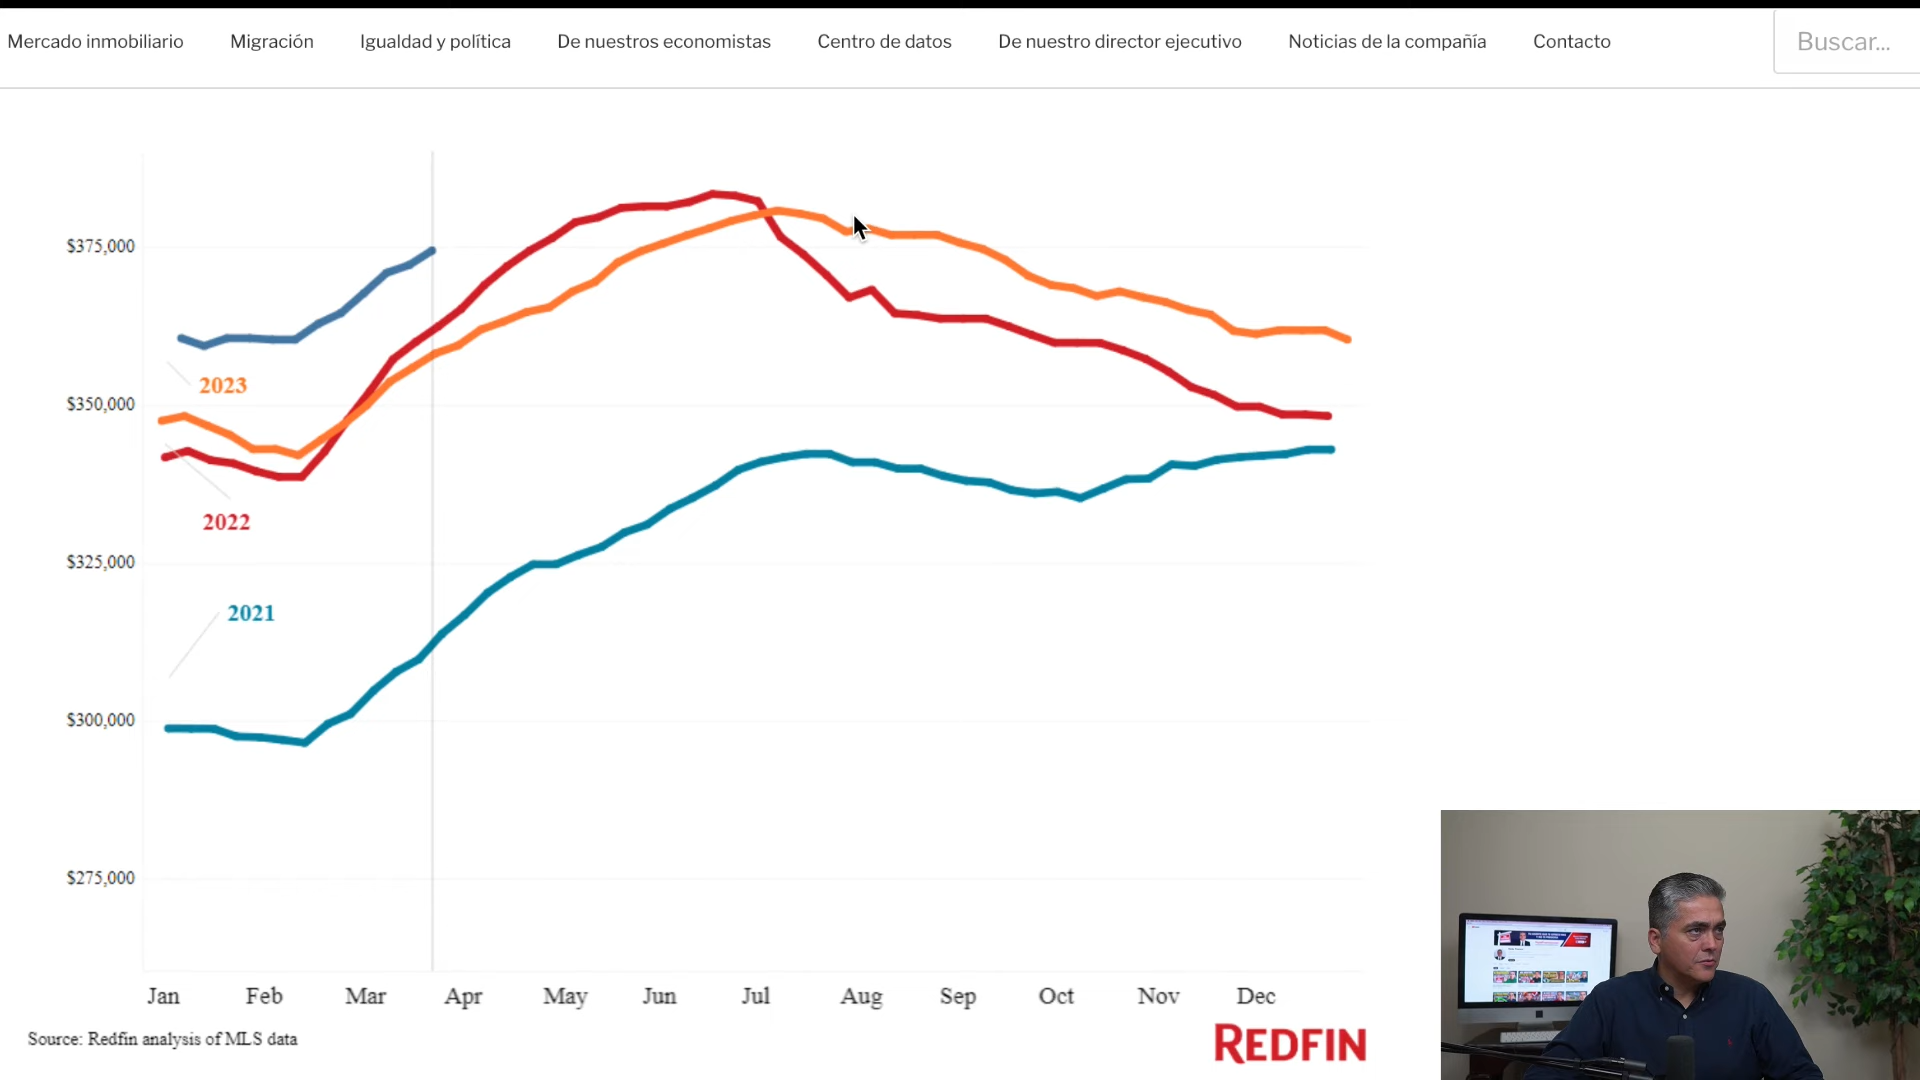 Mercado inmobiliario Migración Igualdad y política De nuestros economistas Centro de datos De nuestro director ejecutivo Noticias de la compañía Contacto Buscar...
$375,000
2023
$350,000
2022
$325,000
2021
$300,000
$275,000
Jan Feb Mar Apr May Jun Jul Aug Sep Oct Nov Dec
Source: Redfin analysis of MLS data
REDFIN